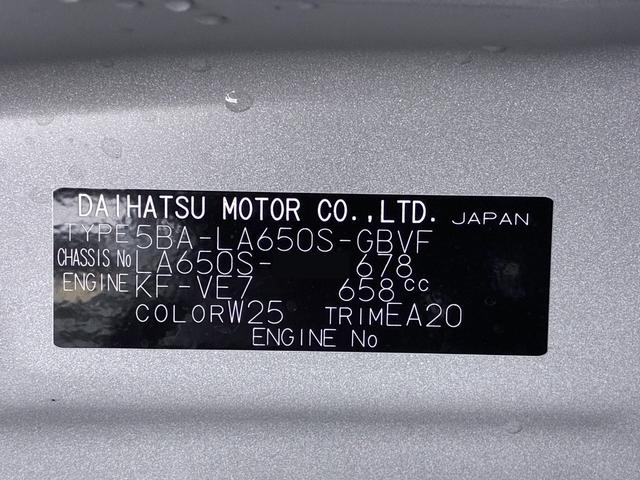 DAIHATSU MOTOR CO.,LTD. JAPAN
TYPE 5BA-LA650S-GBVF
CHASSIS No LA650S- 678
ENGINE KF-VE7 658cc
COLOR W25 TRIM EA20
ENGINE No